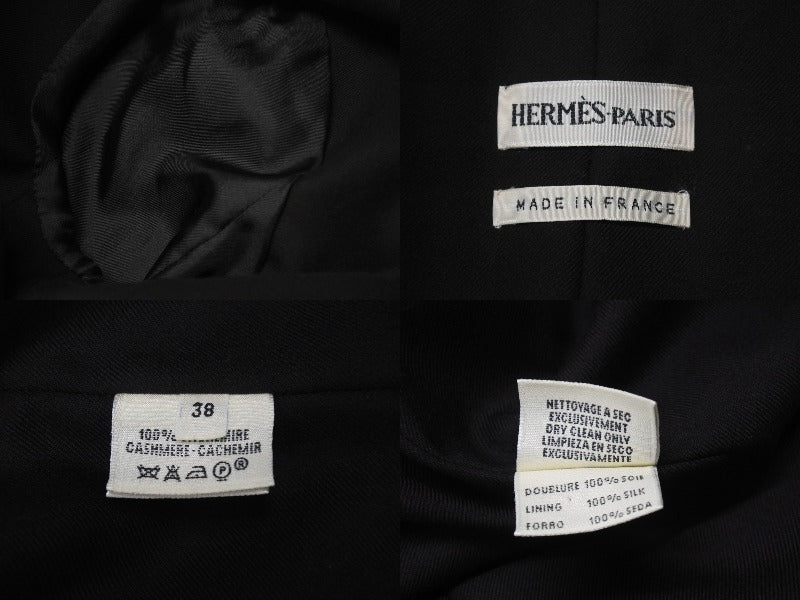 HERMÈS-PARIS
MADE IN FRANCE
38
100%
CASHMERE-CACHEMIR
P ®
NETTOYAGE A SEC
EXCLUSIVEMENT
DRY CLEAN ONLY
LIMPIEZA EN SECO
EXCLUSIVAMENTE
DOUBLURE 100% SOIE
LINING 100% SILK
FORRO 100% SEDA